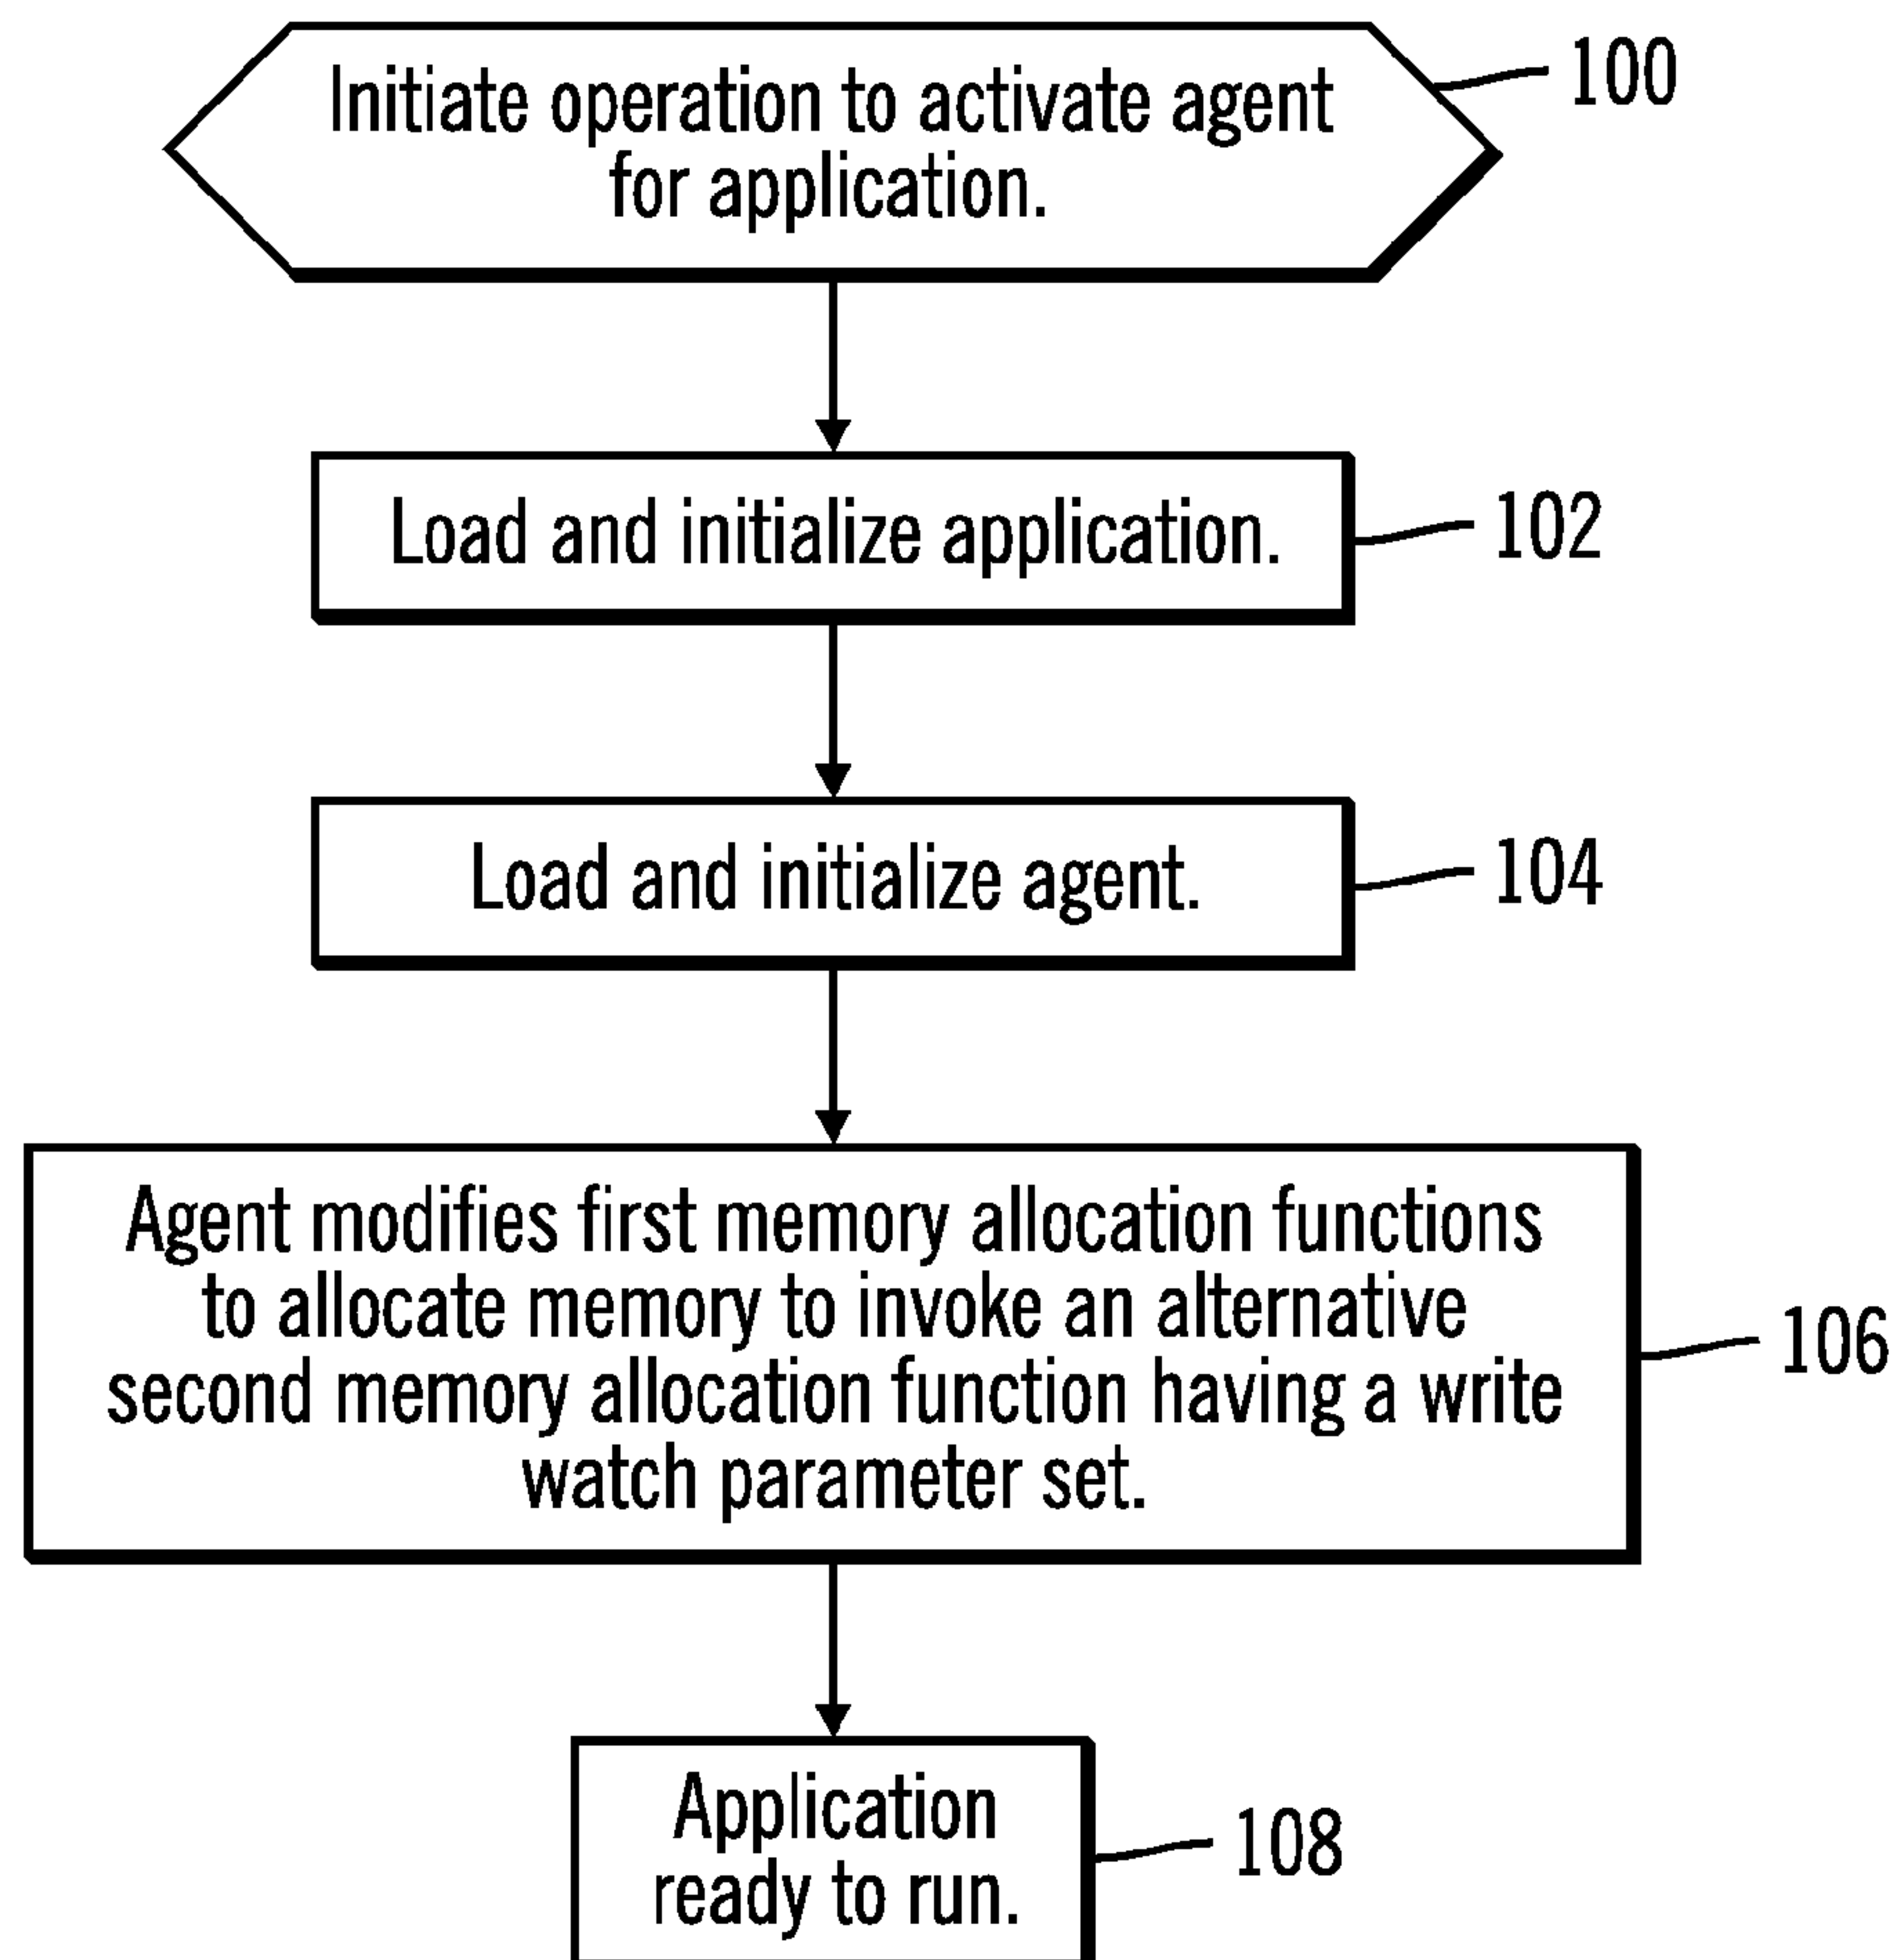 Initiate operation to activate agent
for application.
100
Load and initialize application.
102
Load and initialize agent.
104
Agent modifies first memory allocation functions
to allocate memory to invoke an alternative
second memory allocation function having a write
watch parameter set.
106
Application
ready to run.
108